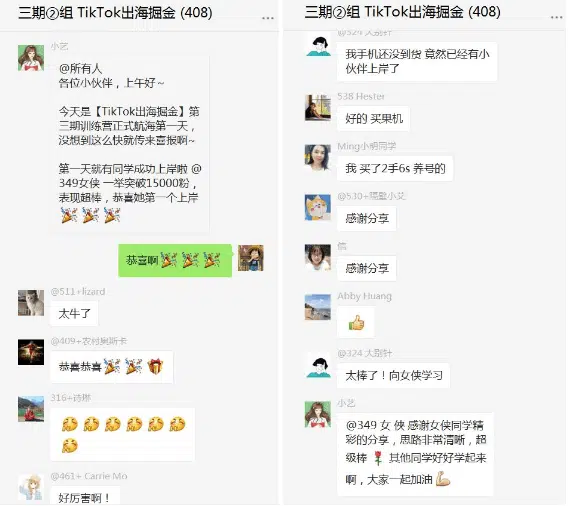 三期②组 TikTok出海掘金 (408)
小艺
@所有人
各位小伙伴，上午好~
今天是【TikTok出海掘金】第
三期训练营正式航海第一天，
没想到这么快就传来喜报啊~
第一天就有同学成功上岸啦 @
349女侠 一举突破15000粉，
表现超棒，恭喜她第一个上岸
恭喜啊
@511+lizard
太牛了
@409+农村奥斯卡
恭喜恭喜
316+诗琳
@461+ Carrie Mo
好厉害啊！
三期②组 TikTok出海掘金 (408)
@324 大别针
我手机还没到货 竟然已经有小
伙伴上岸了
538 Hester
好的 买果机
Ming小明同学
我 买了2手6s 养号的
@530+隔壁小艾
感谢分享
感谢分享
Abby Huang
@324 大别针
太棒了！向女侠学习
小艺
@349 女 侠 感谢女侠同学精
彩的分享，思路非常清晰，超
级棒 其他同学好好学起来
啊，大家一起加油